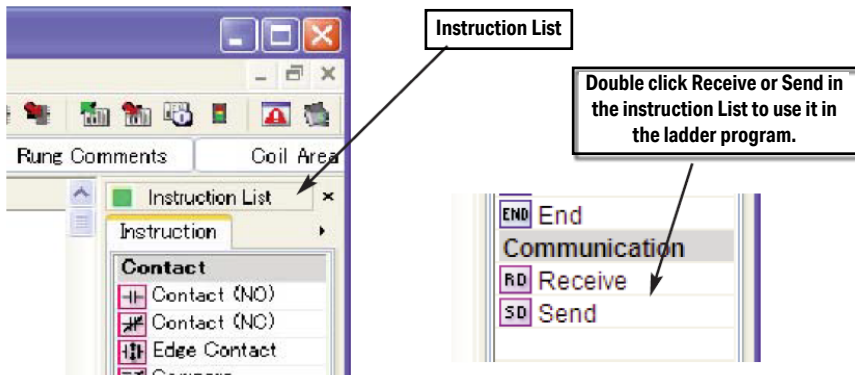 Instruction List
Double click Receive or Send in
the instruction List to use it in
the ladder program.
Rung Comments
Coil Area
Instruction List
Instruction
Contact
Contact (NO)
Contact (NC)
Edge Contact
Compare
END End
Communication
RD Receive
SD Send